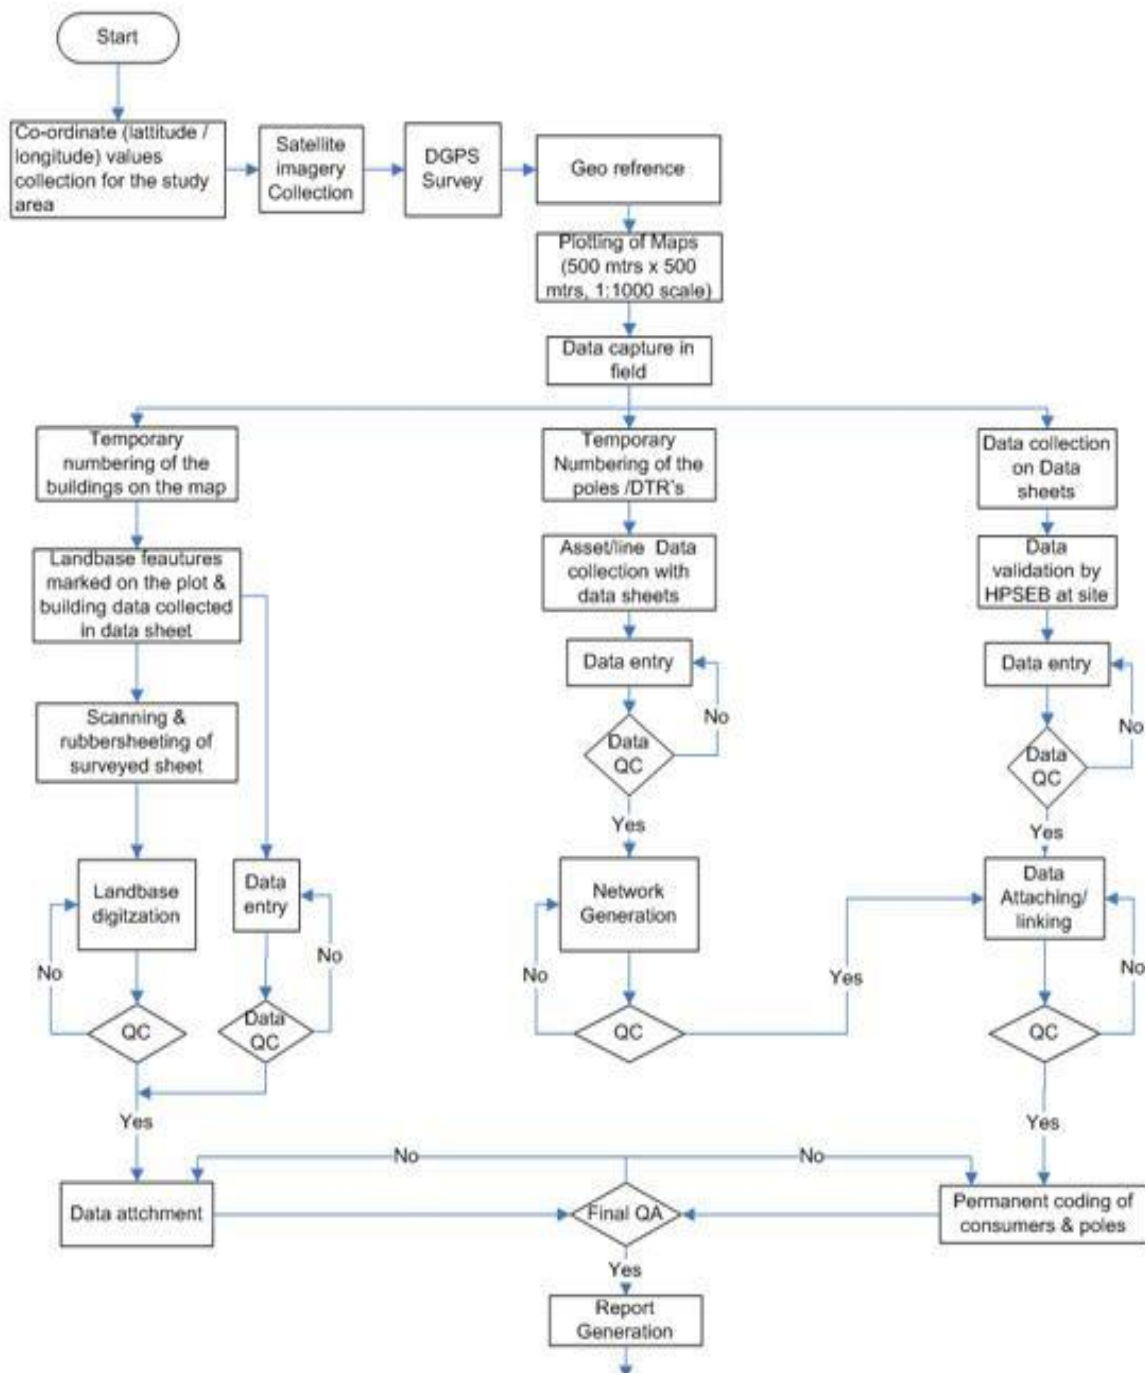 Start
Co-ordinate (lattitude /
longitude) values
collection for the study
area
Satellite
imagery
Collection
DGPS
Survey
Geo refrence
Plotting of Maps
(500 mtrs x 500
mtrs, 1:1000 scale)
Data capture in
field
Temporary
numbering of the
buildings on the map
Temporary
Numbering of the
poles /DTR's
Data collection
on Data
sheets
Landbase feautures
marked on the plot &
building data collected
in data sheet
Asset/line Data
collection with
data sheets
Data
validation by
HPSEB at site
Data entry
Data entry
Scanning &
rubbersheeting of
surveyed sheet
No
Data
QC
No
Data
QC
Yes
Yes
Landbase
digitzation
Data
entry
Network
Generation
Data
Attaching/
linking
No
No
No
Yes
No
QC
Data
QC
QC
QC
Yes
Yes
No
No
Data attchment
Final QA
Permanent coding of
consumers & poles
Yes
Report
Generation